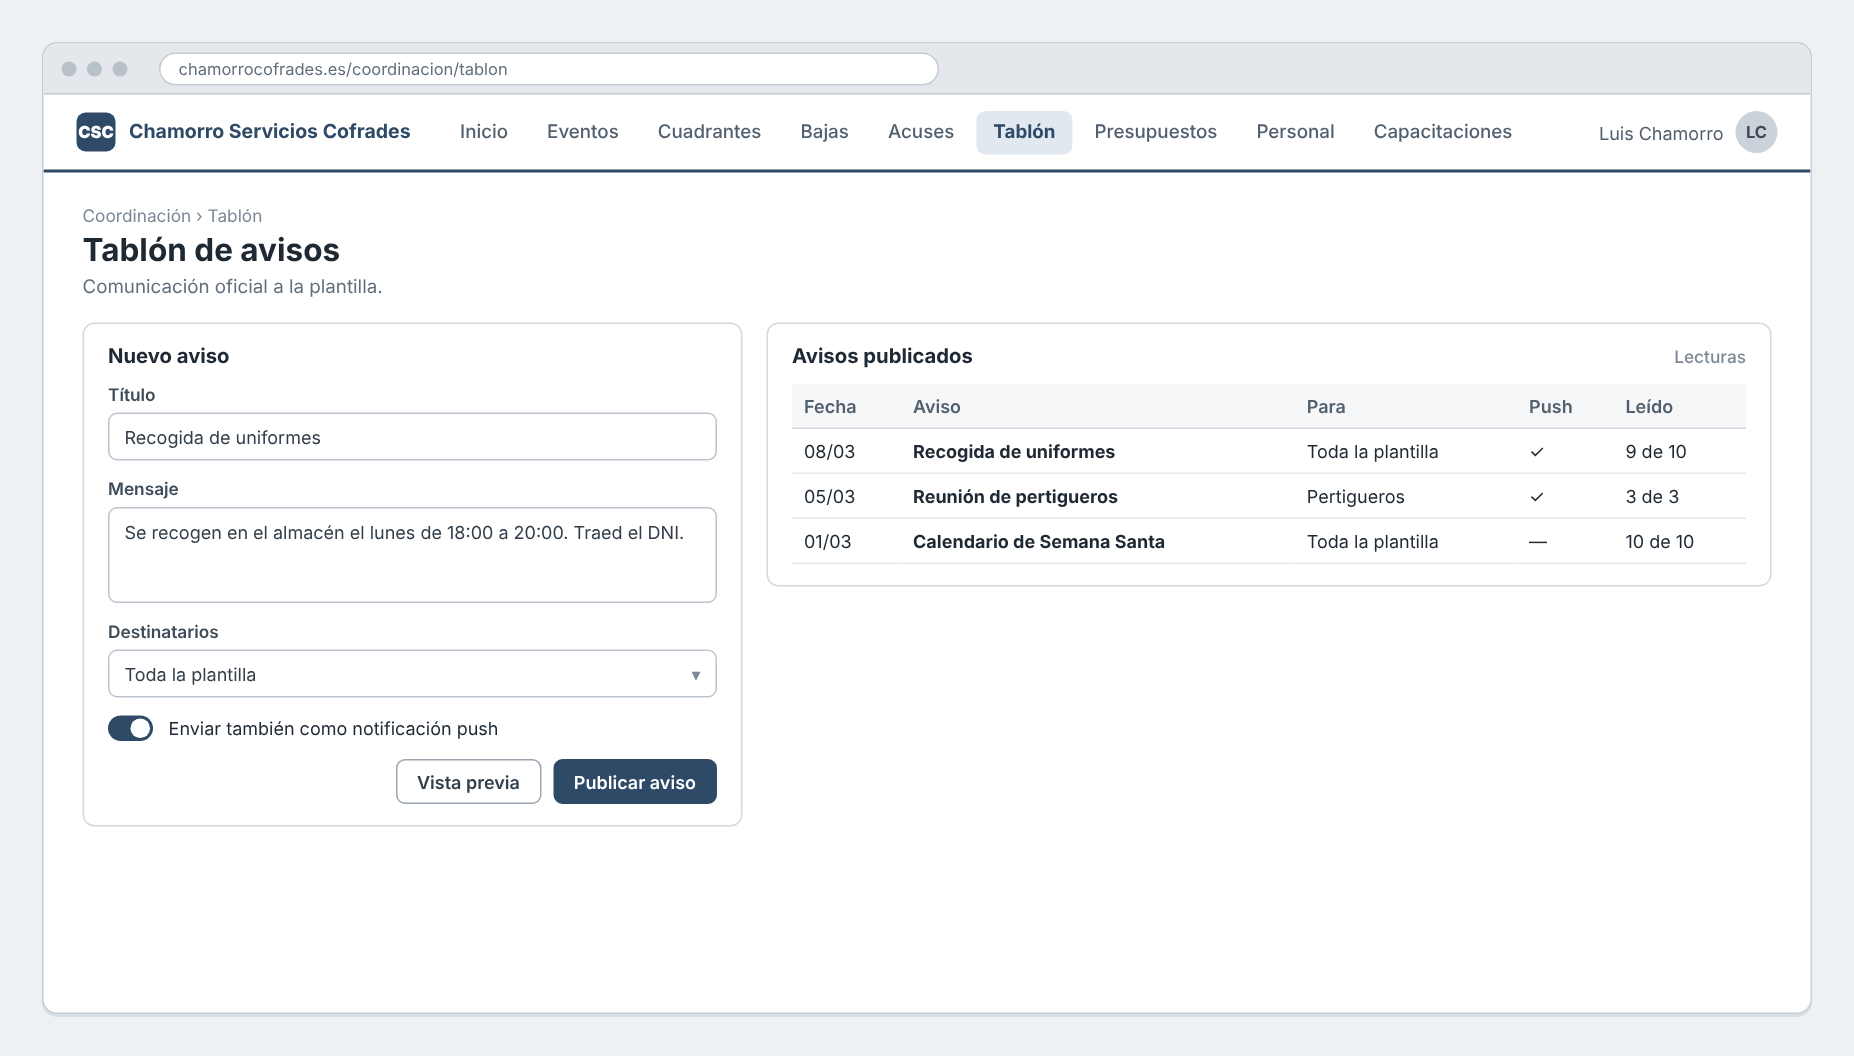 chamorrocofrades.es/coordinacion/tablon
CSC Chamorro Servicios Cofrades Inicio Eventos Cuadrantes Bajas Acuses Tablón Presupuestos Personal Capacitaciones Luis Chamorro LC
Coordinación › Tablón
Tablón de avisos
Comunicación oficial a la plantilla.
Nuevo aviso
Título
Recogida de uniformes
Mensaje
Se recogen en el almacén el lunes de 18:00 a 20:00. Traed el DNI.
Destinatarios
Toda la plantilla ▾
Enviar también como notificación push
Vista previa Publicar aviso
Avisos publicados Lecturas
Fecha Aviso Para Push Leído
08/03 Recogida de uniformes Toda la plantilla ✓ 9 de 10
05/03 Reunión de pertigueros Pertigueros ✓ 3 de 3
01/03 Calendario de Semana Santa Toda la plantilla — 10 de 10